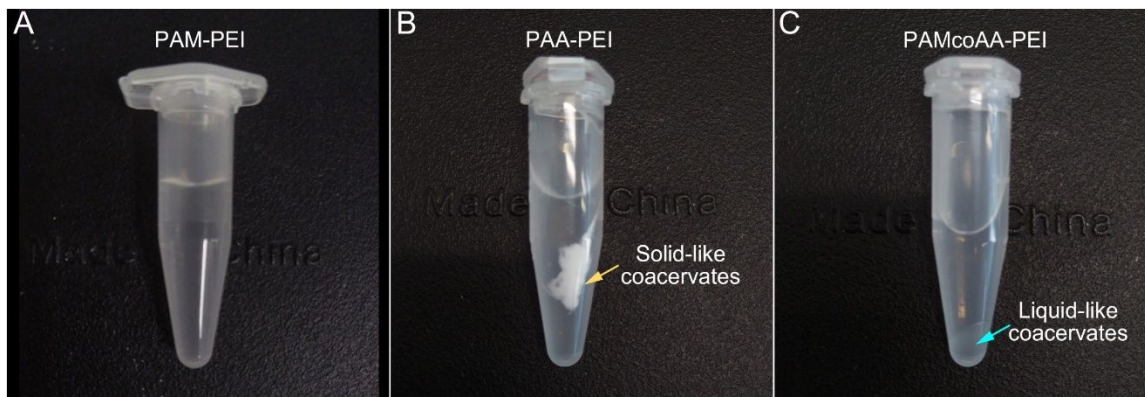 A
PAM-PEI
Made China
B
PAA-PEI
Made China
Solid-like
coacervates
C
PAMcoAA-PEI
Made China
Liquid-like
coacervates